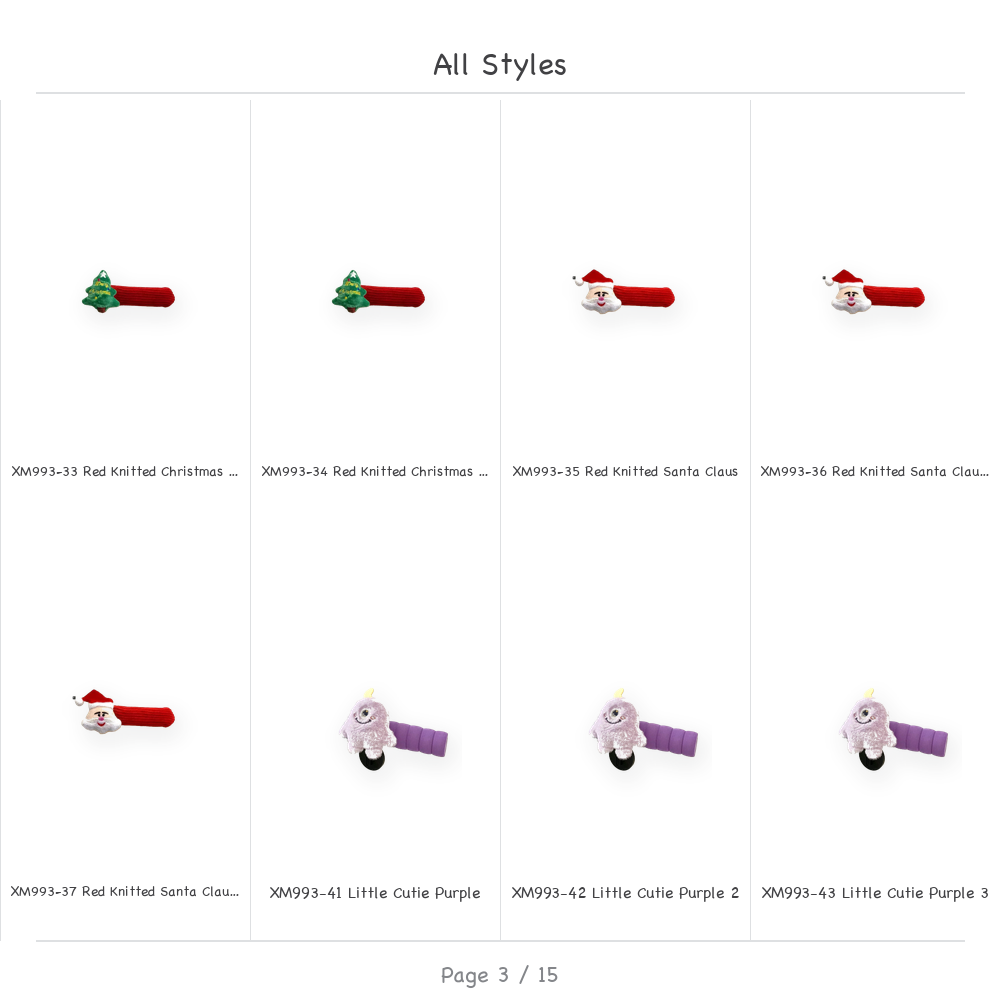 All Styles
XM993-33 Red Knitted Christmas ...
XM993-34 Red Knitted Christmas ...
XM993-35 Red Knitted Santa Claus
XM993-36 Red Knitted Santa Clau...
XM993-37 Red Knitted Santa Clau...
XM993-41 Little Cutie Purple
XM993-42 Little Cutie Purple 2
XM993-43 Little Cutie Purple 3
Page 3 / 15